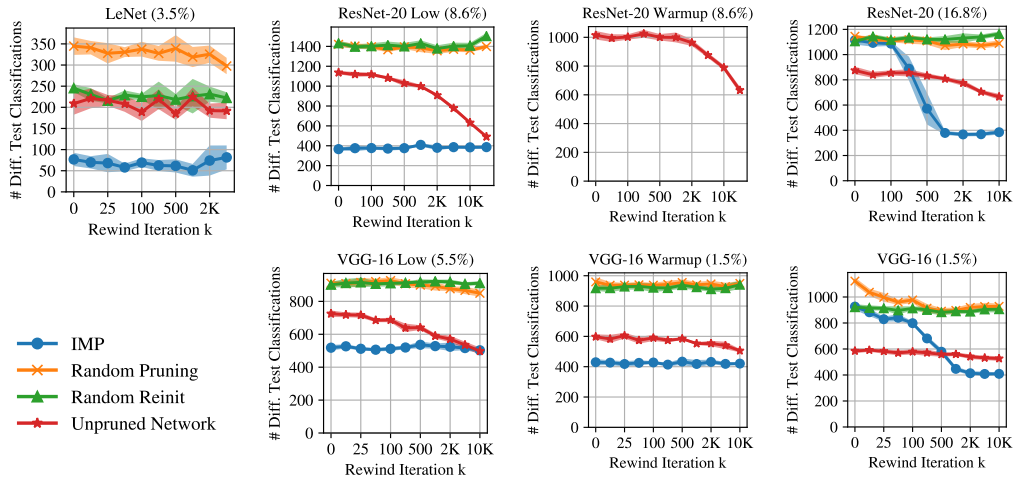 LeNet (3.5%)
# Diff. Test Classifications
350
300
250
200
150
100
50
0
0 25 100 500 2K
Rewind Iteration k
ResNet-20 Low (8.6%)
# Diff. Test Classifications
1400
1200
1000
800
600
400
200
0
0 100 500 2K 10K
Rewind Iteration k
ResNet-20 Warmup (8.6%)
# Diff. Test Classifications
1000
800
600
400
200
0
0 100 500 2K 10K
Rewind Iteration k
ResNet-20 (16.8%)
# Diff. Test Classifications
1200
1000
800
600
400
200
0
0 100 500 2K 10K
Rewind Iteration k
IMP
Random Pruning
Random Reinit
Unpruned Network
VGG-16 Low (5.5%)
# Diff. Test Classifications
800
600
400
200
0
0 25 100 500 2K 10K
Rewind Iteration k
VGG-16 Warmup (1.5%)
# Diff. Test Classifications
1000
800
600
400
200
0
0 25 100 500 2K 10K
Rewind Iteration k
VGG-16 (1.5%)
# Diff. Test Classifications
1000
800
600
400
200
0
0 25 100 500 2K 10K
Rewind Iteration k